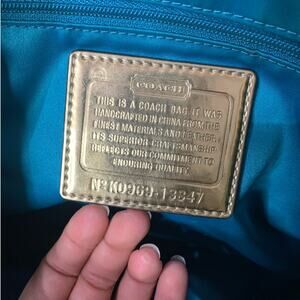 COACH
THIS IS A COACH BAG. IT WAS
HANDCRAFTED IN CHINA FROM THE
FINEST MATERIALS AND LEATHER.
ITS SUPERIOR CRAFTSMANSHIP
REFLECTS OUR COMMITMENT TO
ENDURING QUALITY.
Nº K0969-13347